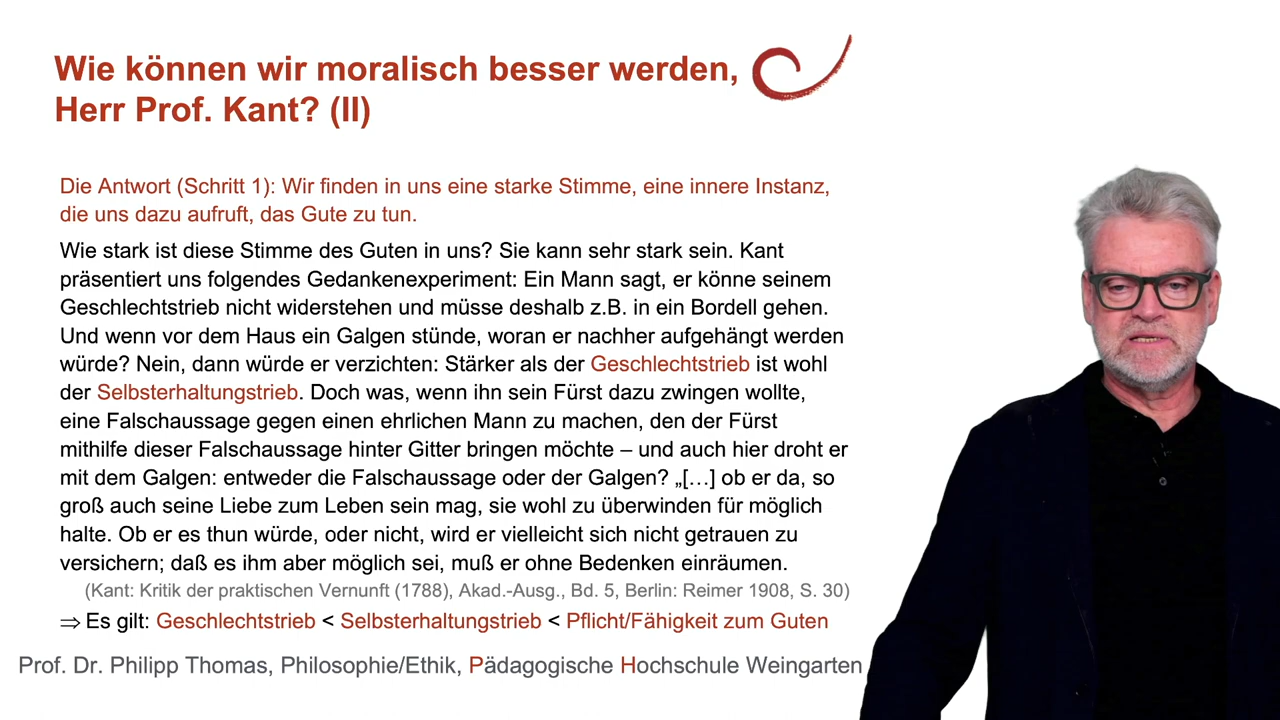 Wie können wir moralisch besser werden,
Herr Prof. Kant? (II)
Die Antwort (Schritt 1): Wir finden in uns eine starke Stimme, eine innere Instanz,
die uns dazu aufruft, das Gute zu tun.
Wie stark ist diese Stimme des Guten in uns? Sie kann sehr stark sein. Kant
präsentiert uns folgendes Gedankenexperiment: Ein Mann sagt, er könne seinem
Geschlechtstrieb nicht widerstehen und müsse deshalb z.B. in ein Bordell gehen.
Und wenn vor dem Haus ein Galgen stünde, woran er nachher aufgehängt werden
würde? Nein, dann würde er verzichten: Stärker als der Geschlechtstrieb ist wohl
der Selbsterhaltungstrieb. Doch was, wenn ihn sein Fürst dazu zwingen wollte,
eine Falschaussage gegen einen ehrlichen Mann zu machen, den der Fürst
mithilfe dieser Falschaussage hinter Gitter bringen möchte – und auch hier droht er
mit dem Galgen: entweder die Falschaussage oder der Galgen? „[…] ob er da, so
groß auch seine Liebe zum Leben sein mag, sie wohl zu überwinden für möglich
halte. Ob er es thun würde, oder nicht, wird er vielleicht sich nicht getrauen zu
versichern; daß es ihm aber möglich sei, muß er ohne Bedenken einräumen.
(Kant: Kritik der praktischen Vernunft (1788), Akad.-Ausg., Bd. 5, Berlin: Reimer 1908, S. 30)
⇒ Es gilt: Geschlechtstrieb < Selbsterhaltungstrieb < Pflicht/Fähigkeit zum Guten
Prof. Dr. Philipp Thomas, Philosophie/Ethik, Pädagogische Hochschule Weingarten